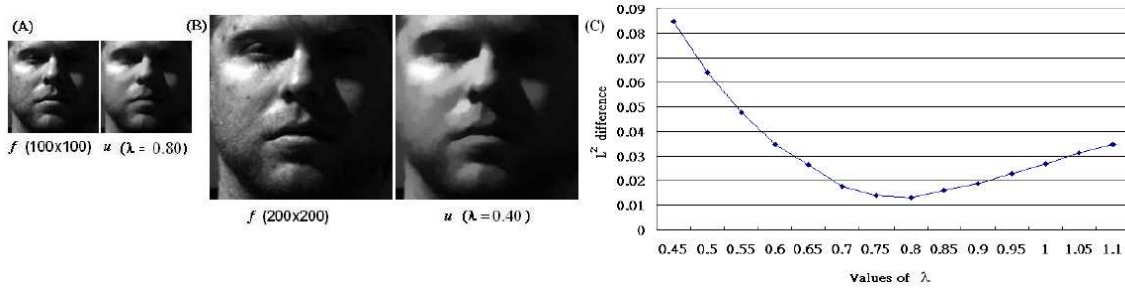 (A)
f (100x100) u (λ = 0.80)
(B)
f (200x200) u (λ=0.40)
(C)
L² difference
0.09
0.08
0.07
0.06
0.05
0.04
0.03
0.02
0.01
0
0.45 0.5 0.55 0.6 0.65 0.7 0.75 0.8 0.85 0.9 0.95 1 1.05 1.1
Values of λ